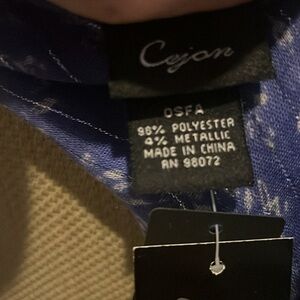 Cejon
OSFA
96% POLYESTER
4% METALLIC
MADE IN CHINA
RN 98072